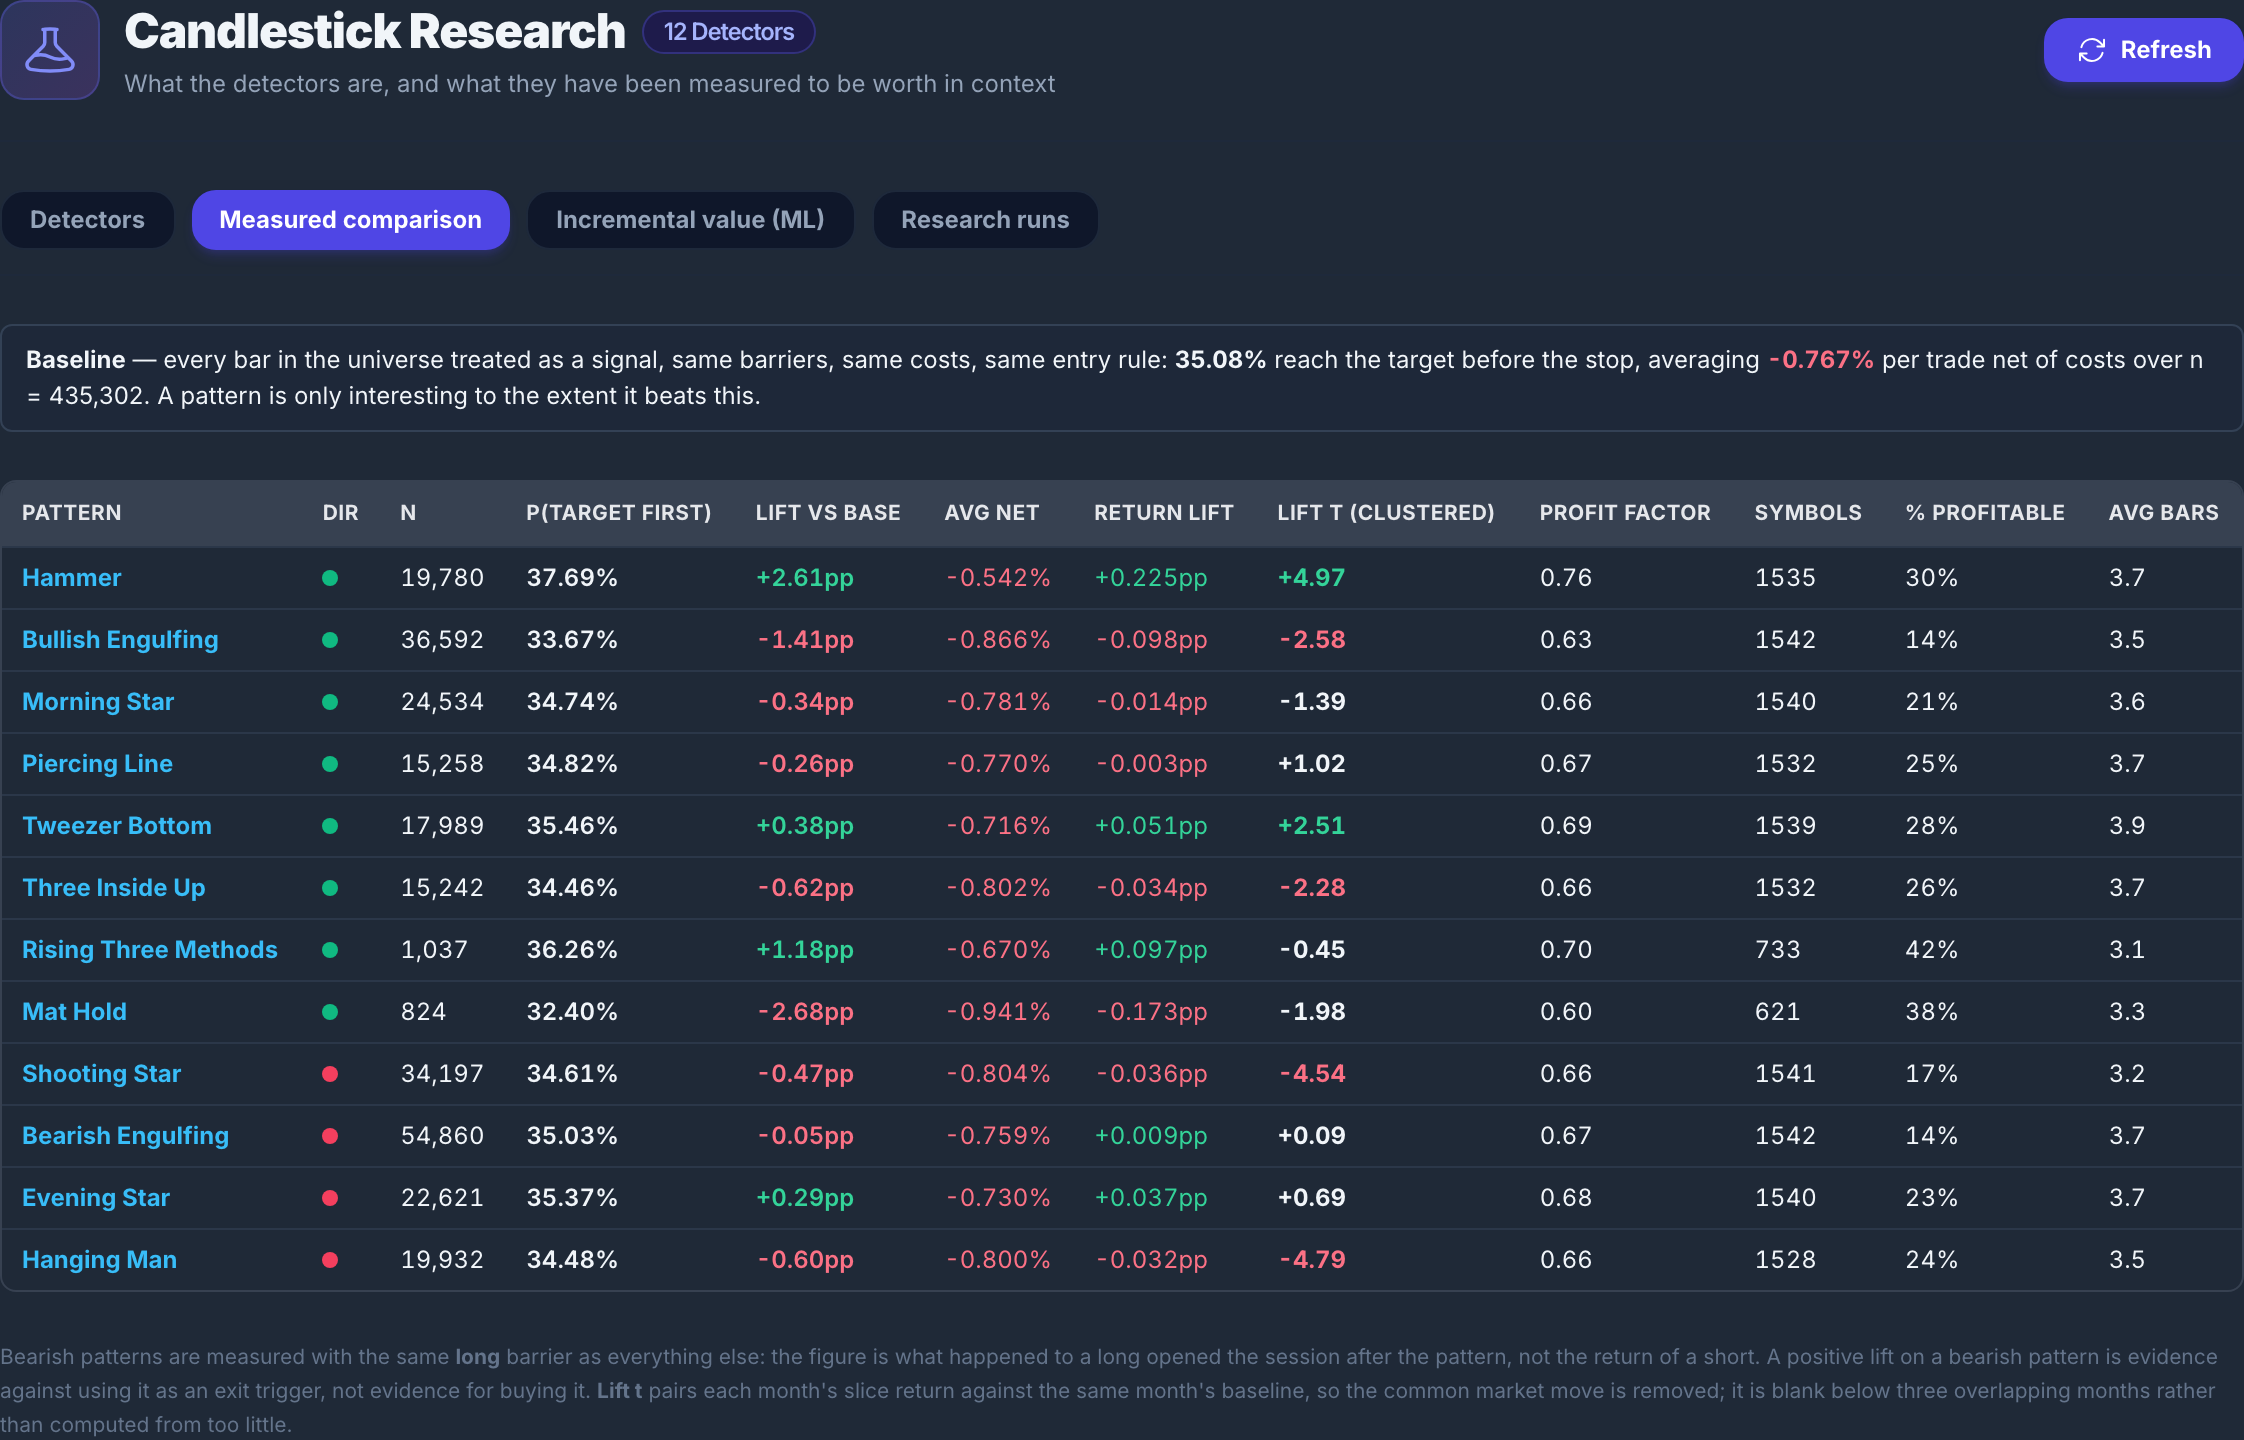 Candlestick Research 12 Detectors
What the detectors are, and what they have been measured to be worth in context
Refresh
Detectors Measured comparison Incremental value (ML) Research runs
Baseline — every bar in the universe treated as a signal, same barriers, same costs, same entry rule: 35.08% reach the target before the stop, averaging -0.767% per trade net of costs over n
= 435,302. A pattern is only interesting to the extent it beats this.
PATTERN DIR N P(TARGET FIRST) LIFT VS BASE AVG NET RETURN LIFT LIFT T (CLUSTERED) PROFIT FACTOR SYMBOLS % PROFITABLE AVG BARS
Hammer 19,780 37.69% +2.61pp -0.542% +0.225pp +4.97 0.76 1535 30% 3.7
Bullish Engulfing 36,592 33.67% -1.41pp -0.866% -0.098pp -2.58 0.63 1542 14% 3.5
Morning Star 24,534 34.74% -0.34pp -0.781% -0.014pp -1.39 0.66 1540 21% 3.6
Piercing Line 15,258 34.82% -0.26pp -0.770% -0.003pp +1.02 0.67 1532 25% 3.7
Tweezer Bottom 17,989 35.46% +0.38pp -0.716% +0.051pp +2.51 0.69 1539 28% 3.9
Three Inside Up 15,242 34.46% -0.62pp -0.802% -0.034pp -2.28 0.66 1532 26% 3.7
Rising Three Methods 1,037 36.26% +1.18pp -0.670% +0.097pp -0.45 0.70 733 42% 3.1
Mat Hold 824 32.40% -2.68pp -0.941% -0.173pp -1.98 0.60 621 38% 3.3
Shooting Star 34,197 34.61% -0.47pp -0.804% -0.036pp -4.54 0.66 1541 17% 3.2
Bearish Engulfing 54,860 35.03% -0.05pp -0.759% +0.009pp +0.09 0.67 1542 14% 3.7
Evening Star 22,621 35.37% +0.29pp -0.730% +0.037pp +0.69 0.68 1540 23% 3.7
Hanging Man 19,932 34.48% -0.60pp -0.800% -0.032pp -4.79 0.66 1528 24% 3.5
Bearish patterns are measured with the same long barrier as everything else: the figure is what happened to a long opened the session after the pattern, not the return of a short. A positive lift on a bearish pattern is evidence
against using it as an exit trigger, not evidence for buying it. Lift t pairs each month's slice return against the same month's baseline, so the common market move is removed; it is blank below three overlapping months rather
than computed from too little.